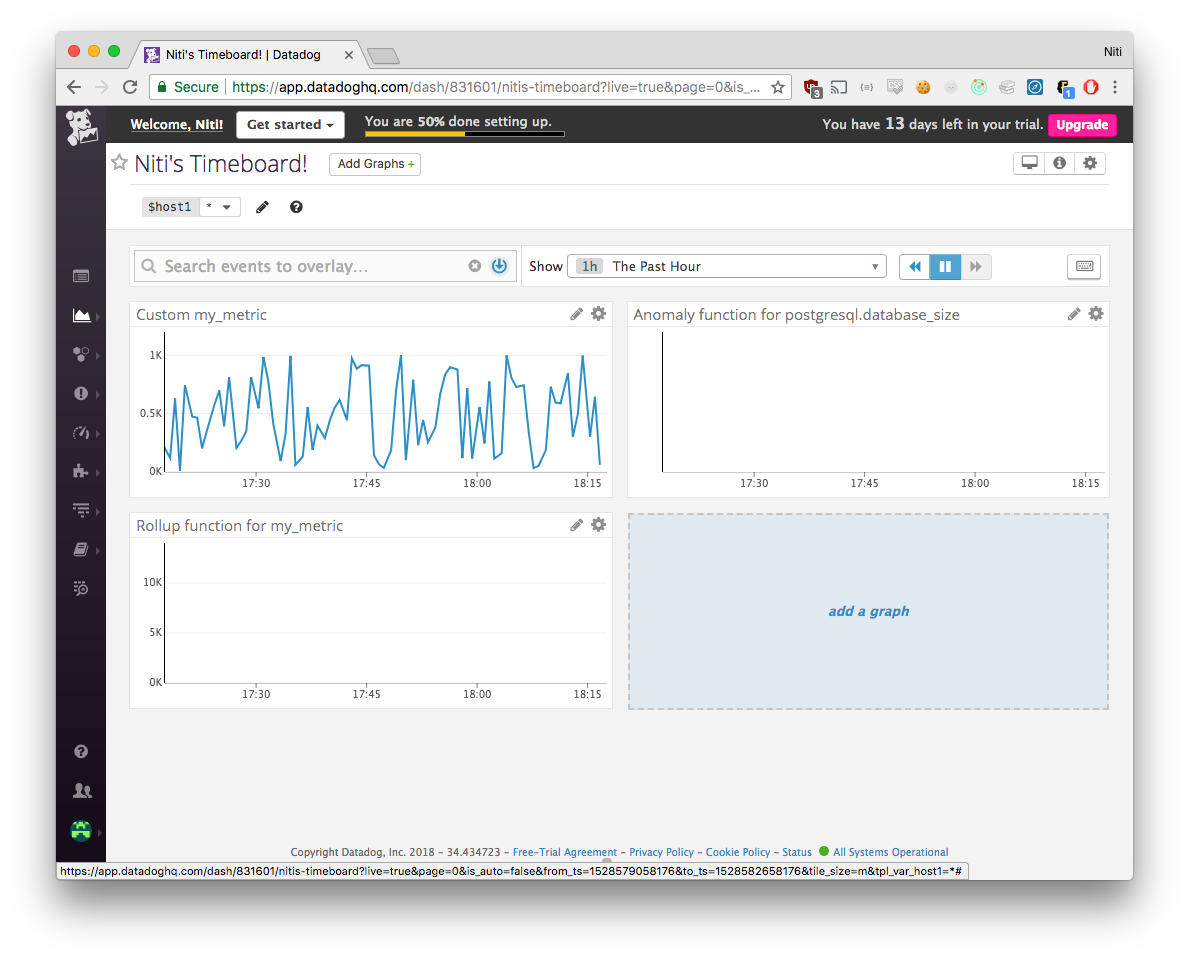 Niti's Timeboard! | Datadog
Niti
Secure https://app.datadoghq.com/dash/831601/nitis-timeboard?live=true&page=0&is_...
3
1
Welcome, Niti!
Get started
You are 50% done setting up.
You have 13 days left in your trial.
Upgrade
Niti's Timeboard!
Add Graphs +
$host1 *
Search events to overlay...
Show 1h The Past Hour
Custom my_metric
1K
0.5K
0K
17:30 17:45 18:00 18:15
Anomaly function for postgresql.database_size
17:30 17:45 18:00 18:15
Rollup function for my_metric
10K
5K
0K
17:30 17:45 18:00 18:15
add a graph
Copyright Datadog, Inc. 2018 - 34.434723 - Free-Trial Agreement - Privacy Policy - Cookie Policy - Status All Systems Operational
https://app.datadoghq.com/dash/831601/nitis-timeboard?live=true&page=0&is_auto=false&from_ts=1528579058176&to_ts=1528582658176&tile_size=m&tpl_var_host1=*#